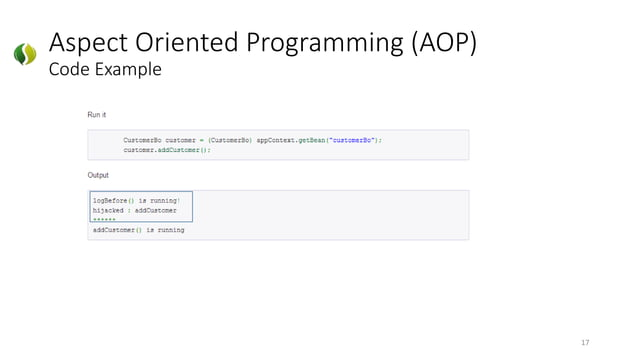 Aspect Oriented Programming (AOP)
Code Example
Run it
CustomerBo customer = (CustomerBo) appContext.getBean("customerBo");
customer.addCustomer();
Output
logBefore() is running!
hijacked : addCustomer
******
addCustomer() is running
17